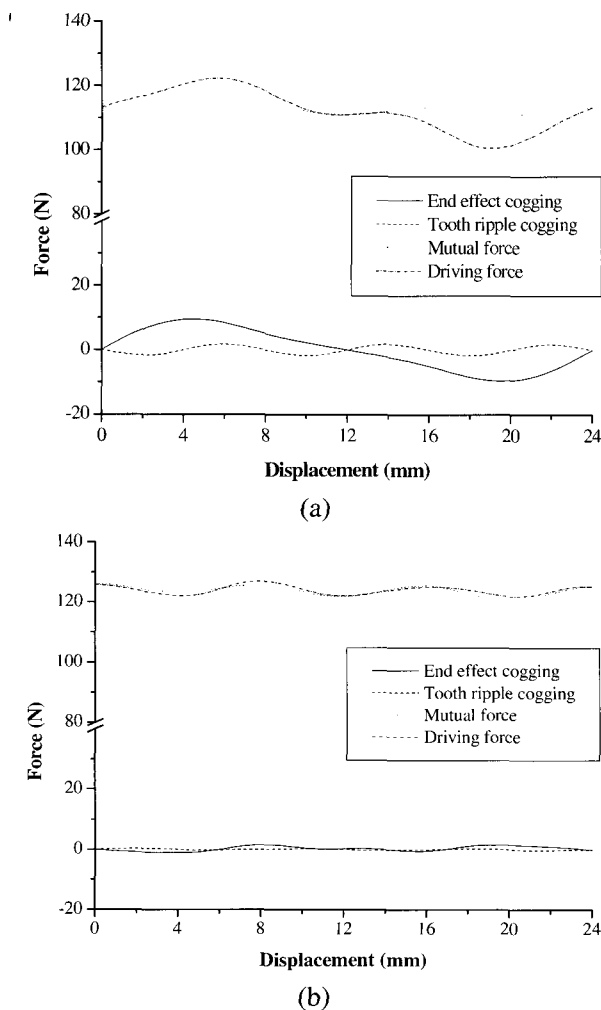 140
120
100
80
20
0
-20
Force (N)
End effect cogging
Tooth ripple cogging
Mutual force
Driving force
0 4 8 12 16 20 24
Displacement (mm)
(a)
140
120
100
80
20
0
-20
Force (N)
End effect cogging
Tooth ripple cogging
Mutual force
Driving force
0 4 8 12 16 20 24
Displacement (mm)
(b)